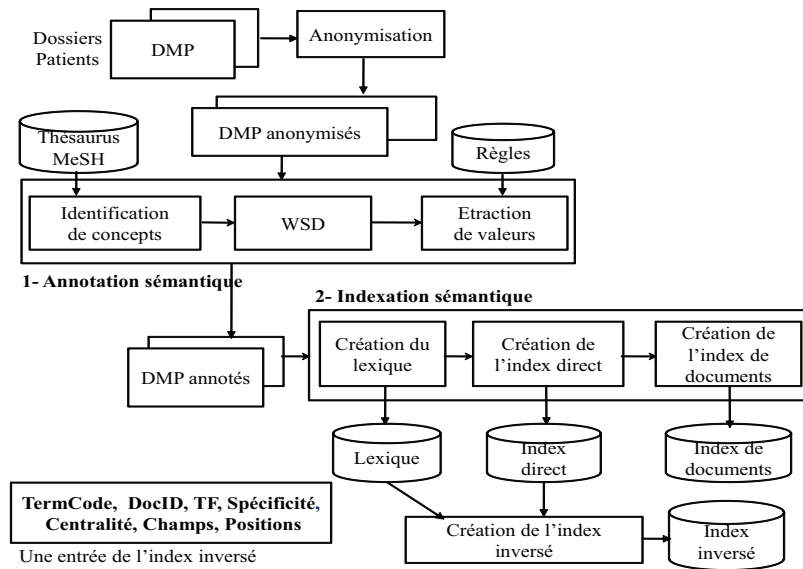 Dossiers
Patients
DMP
Anonymisation
DMP anonymisés
Thésaurus
MeSH
Règles
Identification
de concepts
WSD
Etraction
de valeurs
1- Annotation sémantique
2- Indexation sémantique
DMP annotés
Création du
lexique
Création de
l’index direct
Création de
l’index de
documents
Lexique
Index
direct
Index de
documents
TermCode, DocID, TF, Spécificité,
Centralité, Champs, Positions
Une entrée de l’index inversé
Création de l’index
inversé
Index
inversé